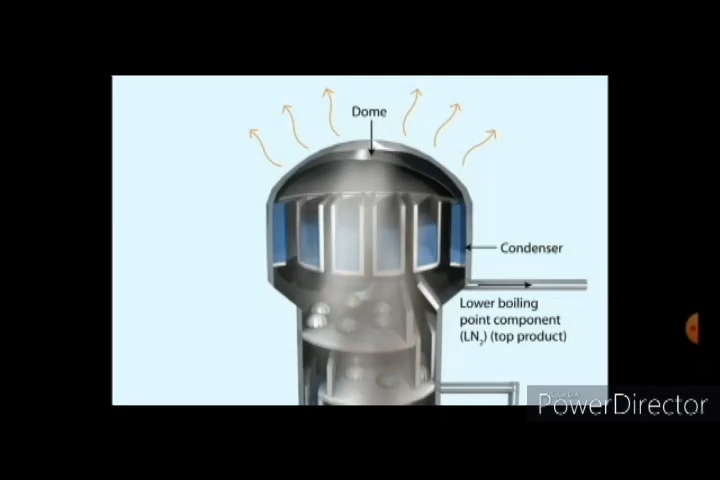 Dome
Condenser
Lower boiling
point component
(LN2) (top product)
PowerDirector